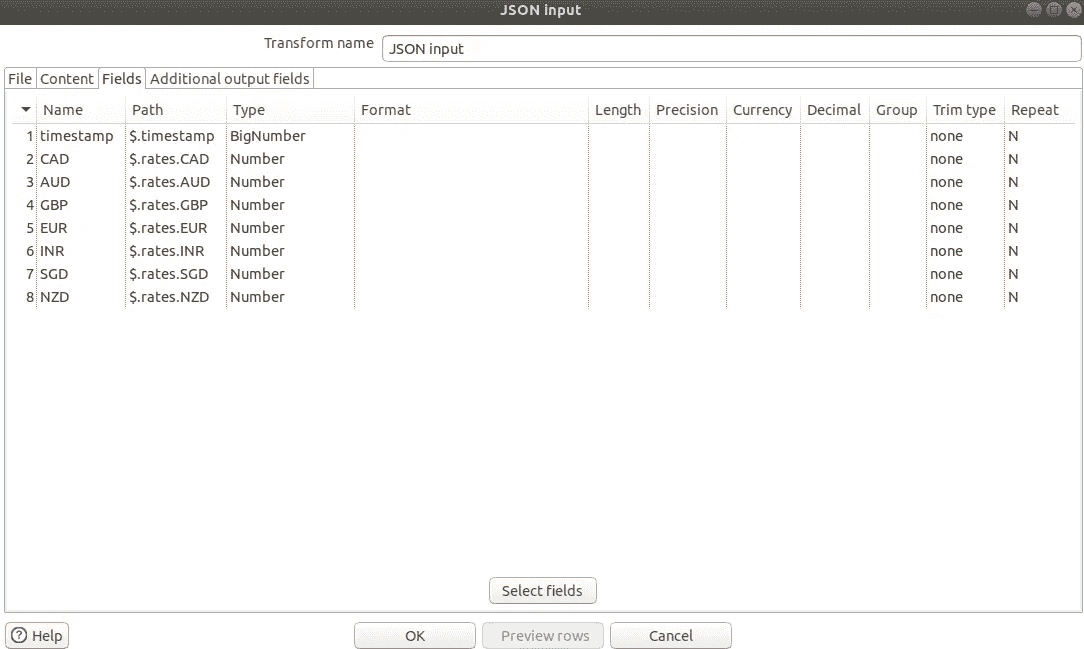 JSON input
Transform name JSON input
File Content Fields Additional output fields
Name Path Type Format Length Precision Currency Decimal Group Trim type Repeat
1 timestamp $.timestamp BigNumber none N
2 CAD $.rates.CAD Number none N
3 AUD $.rates.AUD Number none N
4 GBP $.rates.GBP Number none N
5 EUR $.rates.EUR Number none N
6 INR $.rates.INR Number none N
7 SGD $.rates.SGD Number none N
8 NZD $.rates.NZD Number none N
Select fields
Help OK Preview rows Cancel